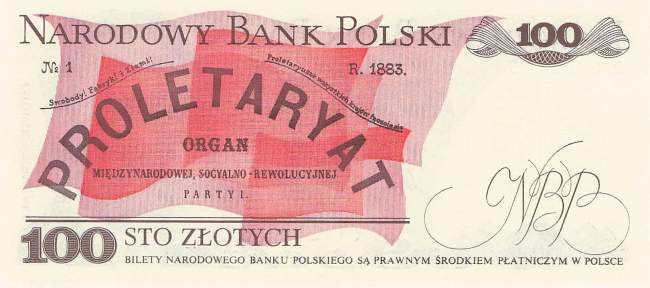 NARODOWY BANK POLSKI
100
№ 1
R. 1883.
Swobody! Fabryk i Ziemi!
Proletaryusze wszystkich krajów łączcie się!
PROLETARYAT
ORGAN
MIĘDZYNARODOWEJ, SOCYALNO-REWOLUCYJNEJ
PARTYI.
NBP
100 STO ZŁOTYCH
BILETY NARODOWEGO BANKU POLSKIEGO SĄ PRAWNYM ŚRODKIEM PŁATNICZYM W POLSCE